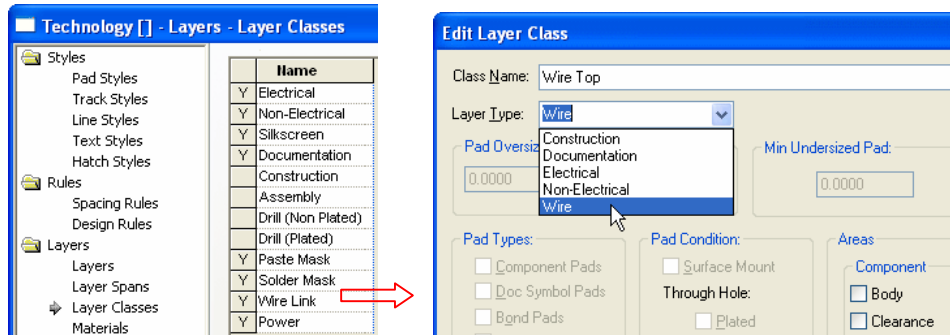 Technology [] - Layers - Layer Classes
Styles
Pad Styles
Track Styles
Line Styles
Text Styles
Hatch Styles
Rules
Spacing Rules
Design Rules
Layers
Layers
Layer Spans
Layer Classes
Materials
Name
Y Electrical
Y Non-Electrical
Y Silkscreen
Y Documentation
Construction
Assembly
Drill (Non Plated)
Drill (Plated)
Y Paste Mask
Y Solder Mask
Y Wire Link
Y Power
Edit Layer Class
Class Name: Wire Top
Layer Type: Wire
Construction
Documentation
Electrical
Non-Electrical
Wire
Pad Oversiz
0.0000
Min Undersized Pad:
0.0000
Pad Types:
Component Pads
Doc Symbol Pads
Bond Pads
Pad Condition:
Surface Mount
Through Hole:
Plated
Areas
Component
Body
Clearance